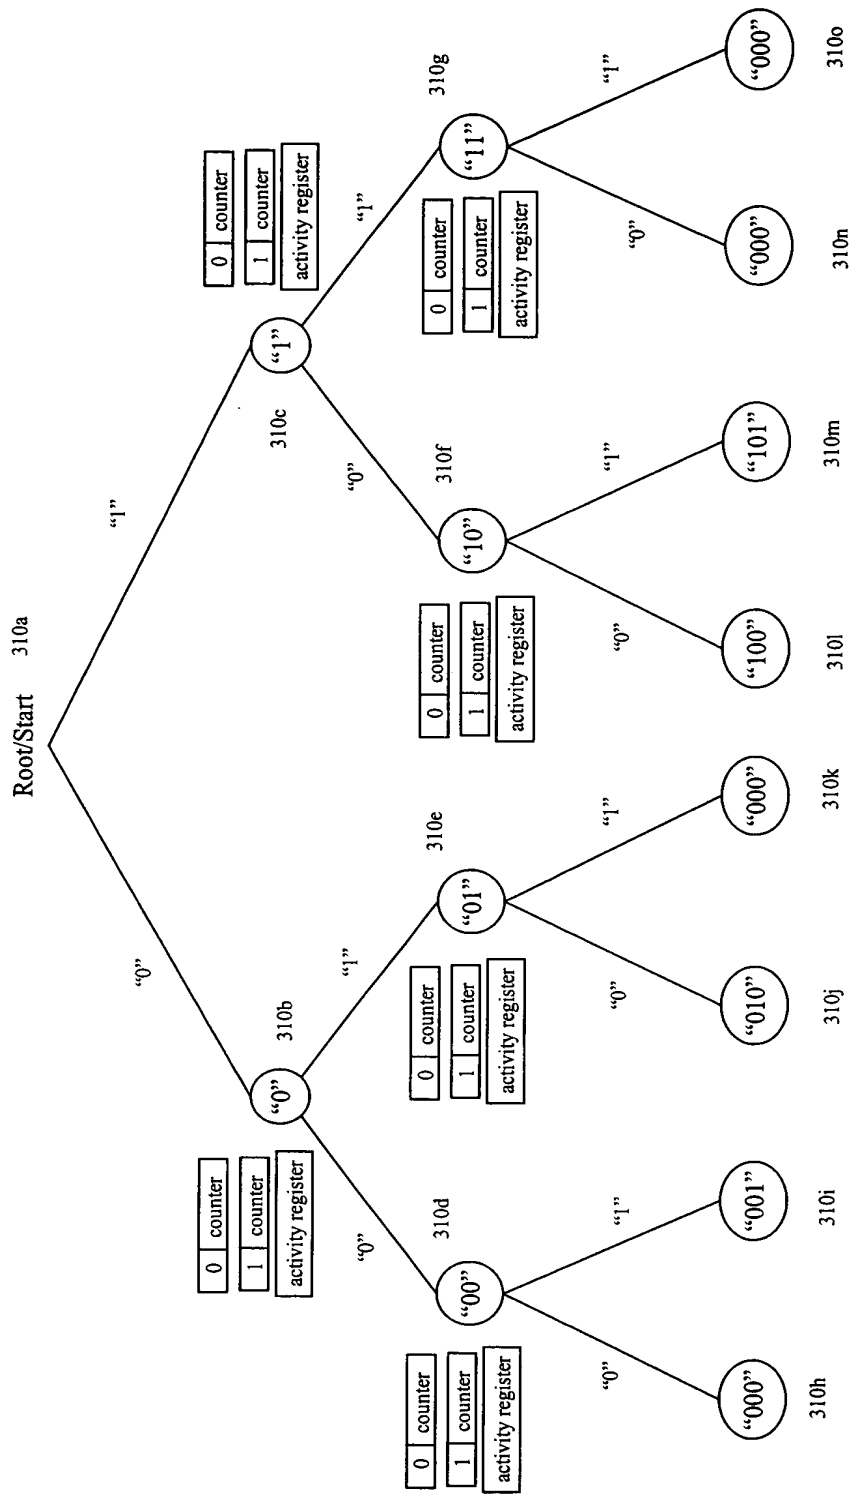 Root/Start 310a
“0”
“1”
0 counter
1 counter
activity register
“0”
310b
310c
“1”
0 counter
1 counter
activity register
“0”
“1”
“0”
“1”
0 counter
1 counter
activity register
“00”
310d
0 counter
1 counter
activity register
“01”
310e
0 counter
1 counter
activity register
“10”
310f
0 counter
1 counter
activity register
“11”
310g
“0”
“1”
“0”
“1”
“0”
“1”
“0”
“1”
“000”
“001”
“010”
“000”
“100”
“101”
“000”
“000”
310h
310i
310j
310k
310l
310m
310n
310o